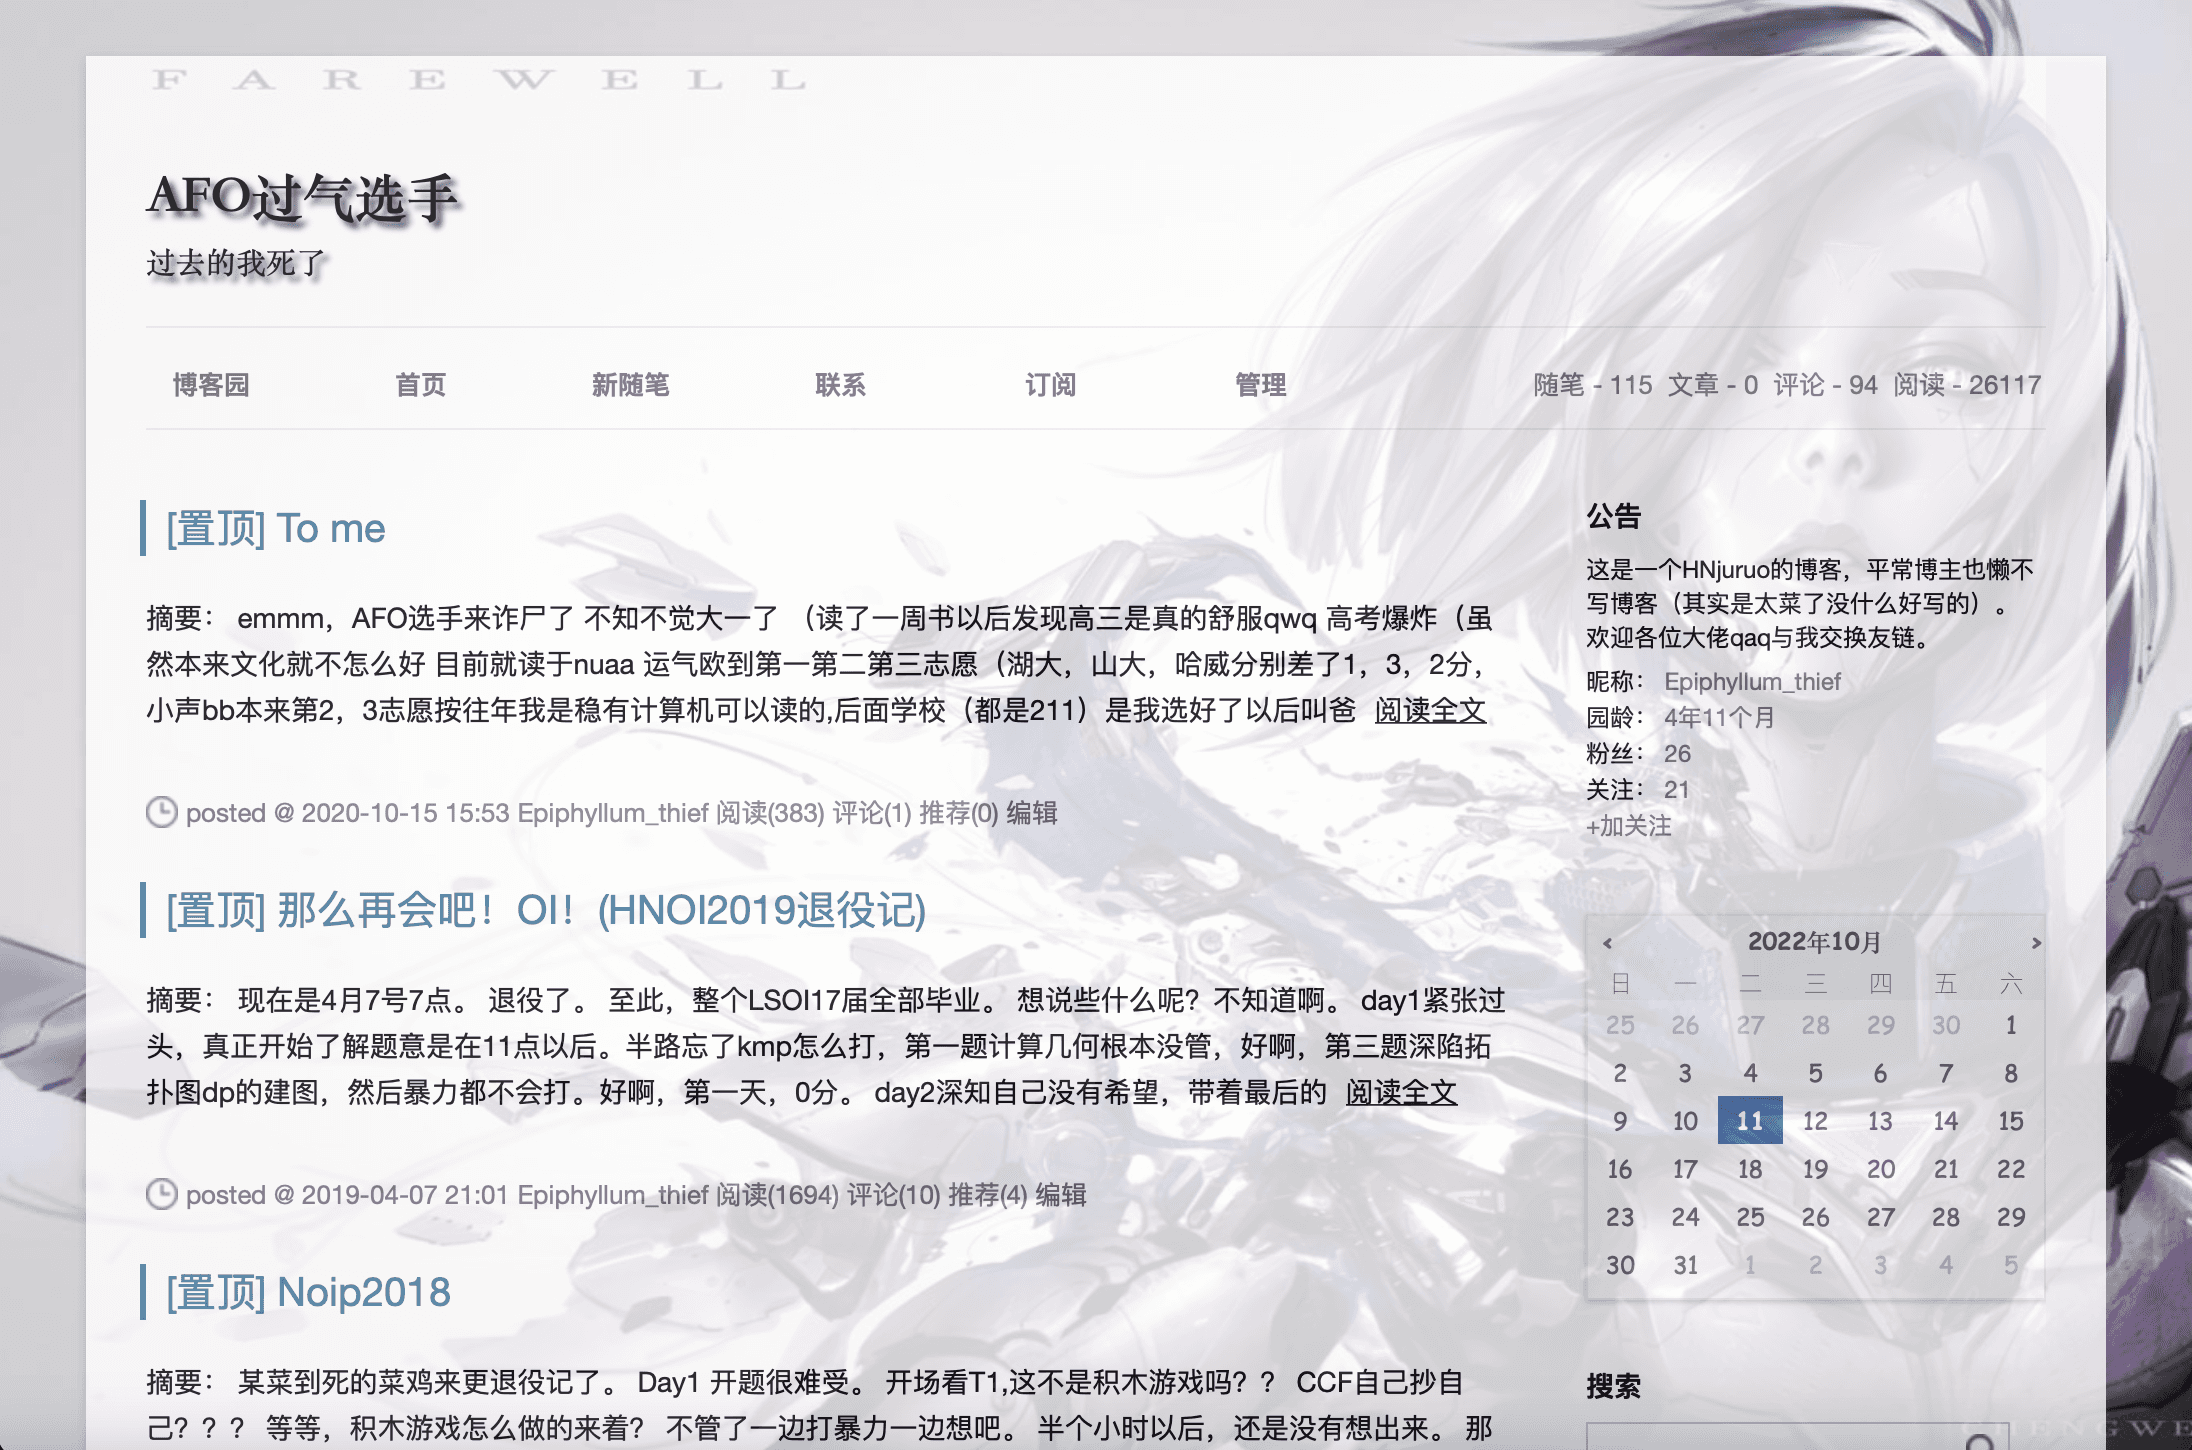 FAREWELL
AFO过气选手
过去的我死了
博客园 首页 新随笔 联系 订阅 管理 随笔 - 115 文章 - 0 评论 - 94 阅读 - 26117
[置顶] To me
摘要： emmm，AFO选手来诈尸了 不知不觉大一了 （读了一周书以后发现高三是真的舒服qwq 高考爆炸（虽
然本来文化就不怎么好 目前就读于nuaa 运气欧到第一第二第三志愿（湖大，山大，哈威分别差了1，3，2分，
小声bb本来第2，3志愿按往年我是稳有计算机可以读的,后面学校（都是211）是我选好了以后叫爸 阅读全文
posted @ 2020-10-15 15:53 Epiphyllum_thief 阅读(383) 评论(1) 推荐(0) 编辑
[置顶] 那么再会吧！OI！(HNOI2019退役记)
摘要： 现在是4月7号7点。 退役了。 至此，整个LSOI17届全部毕业。 想说些什么呢？不知道啊。 day1紧张过
头，真正开始了解题意是在11点以后。半路忘了kmp怎么打，第一题计算几何根本没管，好啊，第三题深陷拓
扑图dp的建图，然后暴力都不会打。好啊，第一天，0分。 day2深知自己没有希望，带着最后的 阅读全文
posted @ 2019-04-07 21:01 Epiphyllum_thief 阅读(1694) 评论(10) 推荐(4) 编辑
[置顶] Noip2018
摘要： 某菜到死的菜鸡来更退役记了。 Day1 开题很难受。 开场看T1,这不是积木游戏吗？？ CCF自己抄自
己？？？ 等等，积木游戏怎么做的来着？ 不管了一边打暴力一边想吧。 半个小时以后，还是没有想出来。 那
公告
这是一个HNjuruo的博客，平常博主也懒不
写博客（其实是太菜了没什么好写的）。
欢迎各位大佬qaq与我交换友链。
昵称： Epiphyllum_thief
园龄： 4年11个月
粉丝： 26
关注： 21
+加关注
‹ 2022年10月 ›
日 一 二 三 四 五 六
25 26 27 28 29 30 1
2 3 4 5 6 7 8
9 10 11 12 13 14 15
16 17 18 19 20 21 22
23 24 25 26 27 28 29
30 31 1 2 3 4 5
搜索